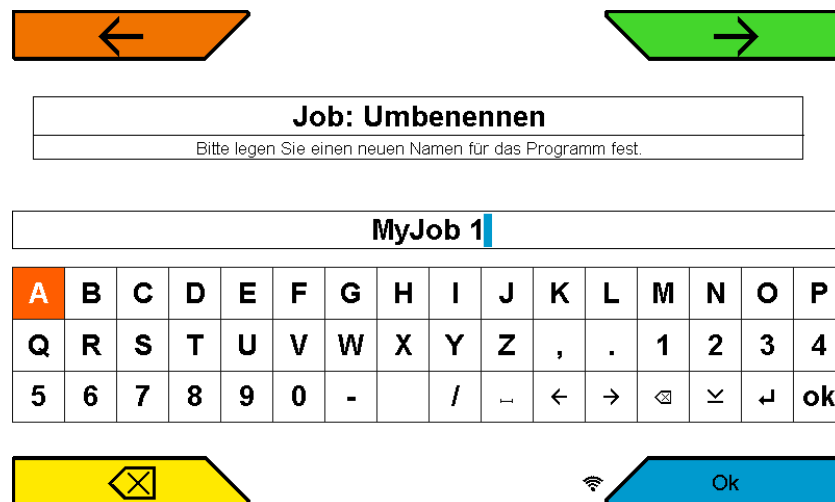 Job: Umbenennen
Bitte legen Sie einen neuen Namen für das Programm fest.
MyJob 1
A B C D E F G H I J K L M N O P
Q R S T U V W X Y Z , . 1 2 3 4
5 6 7 8 9 0 - / ⎵ ← → ⌫ ⌵ ↵ ok
Ok